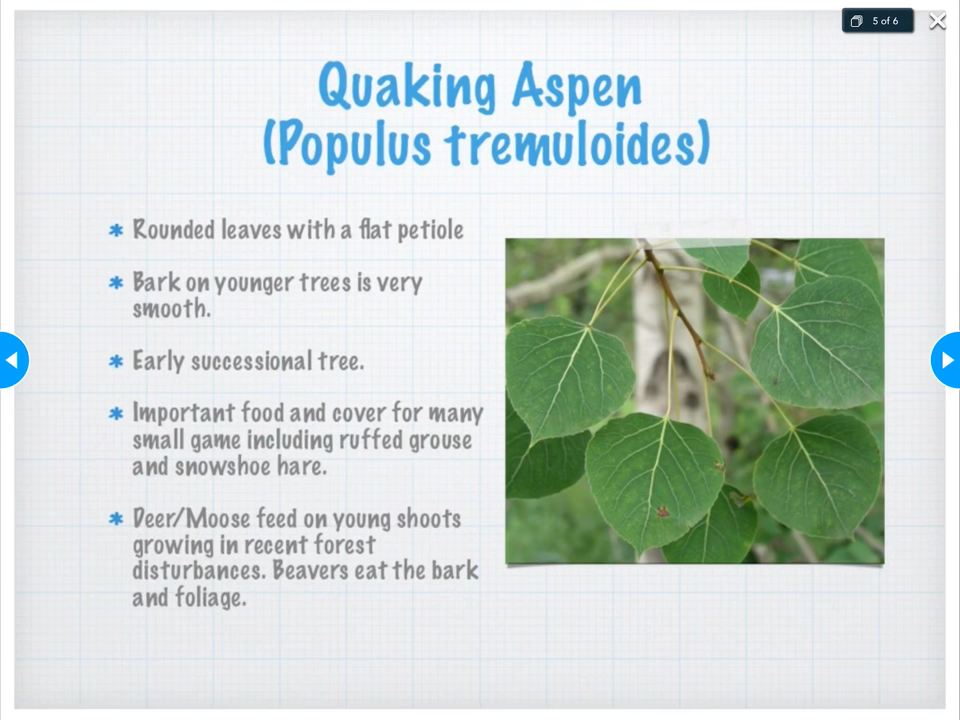 5 of 6
Quaking Aspen
(Populus tremuloides)
Rounded leaves with a flat petiole
Bark on younger trees is very
smooth.
Early successional tree.
Important food and cover for many
small game including ruffed grouse
and snowshoe hare.
Deer/Moose feed on young shoots
growing in recent forest
disturbances. Beavers eat the bark
and foliage.